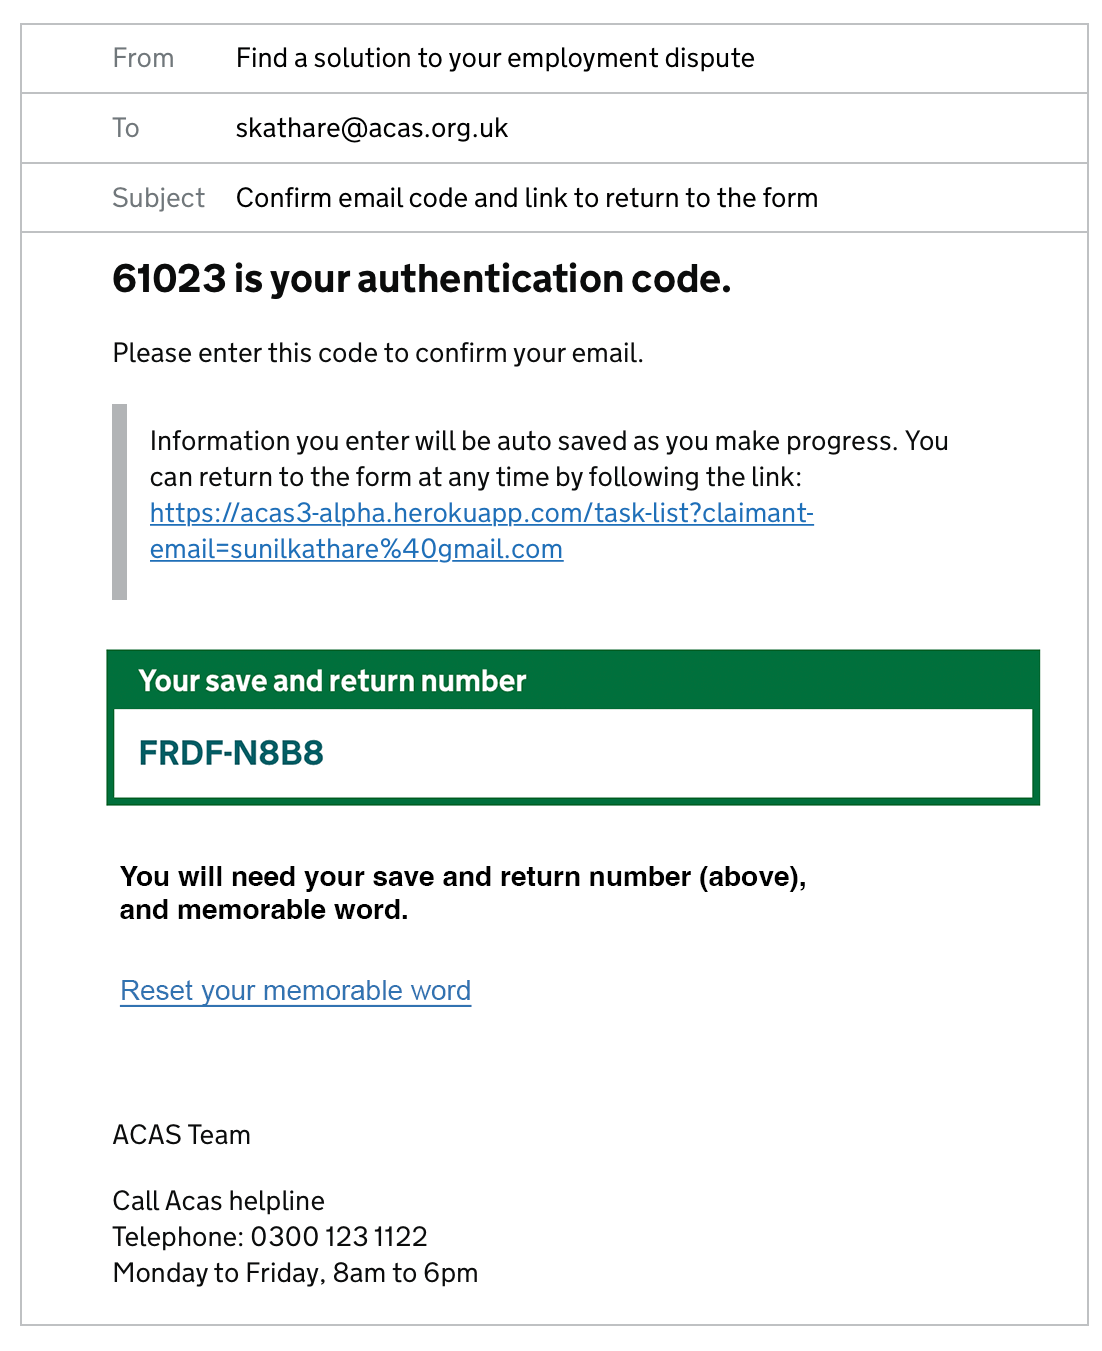 From Find a solution to your employment dispute
To skathare@acas.org.uk
Subject Confirm email code and link to return to the form
61023 is your authentication code.
Please enter this code to confirm your email.
Information you enter will be auto saved as you make progress. You
can return to the form at any time by following the link:
https://acas3-alpha.herokuapp.com/task-list?claimant-
email=sunilkathare%40gmail.com
Your save and return number
FRDF-N8B8
You will need your save and return number (above),
and memorable word.
Reset your memorable word
ACAS Team
Call Acas helpline
Telephone: 0300 123 1122
Monday to Friday, 8am to 6pm